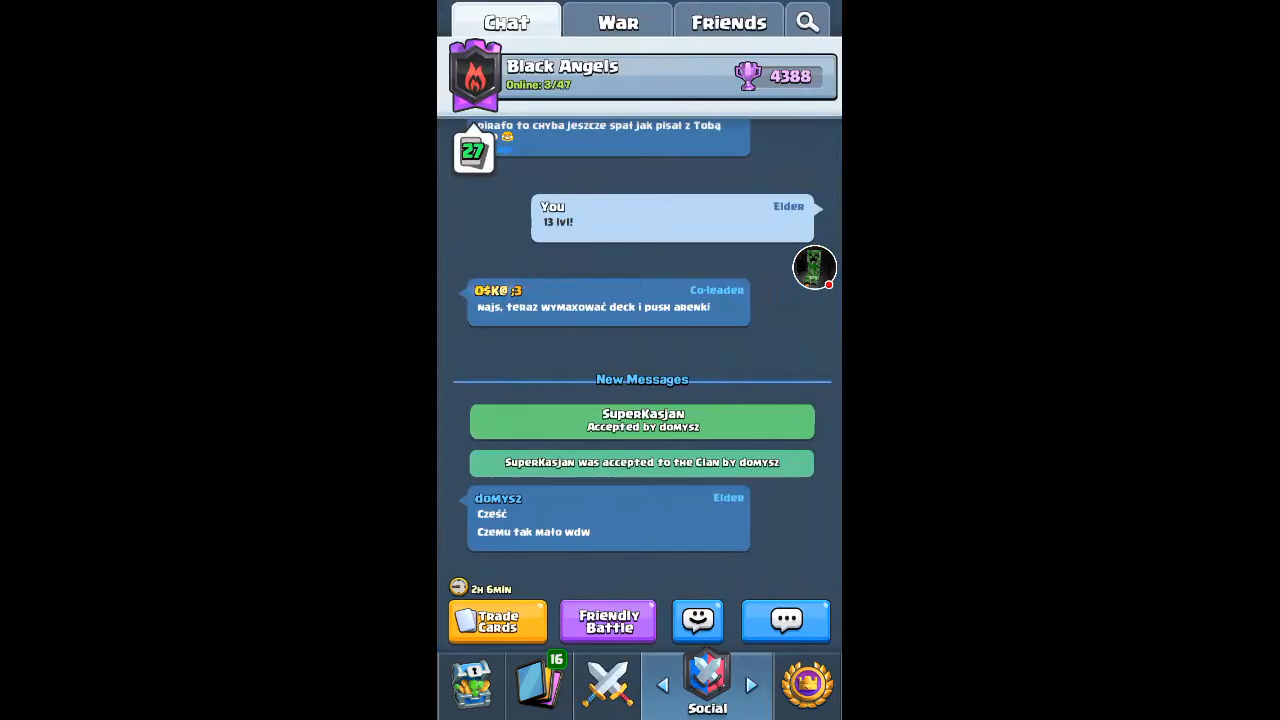 Chat
War
Friends
Black Angels
Online: 3/47
4388
pirafo to chyba jeszcze spał jak pisał z Tobą
27
You
Elder
13 lvl!
O$K@ ;3
Co-leader
najs, teraz wymaxować deck i push arenki
New Messages
SuperKasjan
Accepted by domysz
SuperKasjan was accepted to the Clan by domysz
domysz
Elder
Cześć
Czemu tak mało wdw
2h 6min
Trade
Cards
Friendly
Battle
16
Social